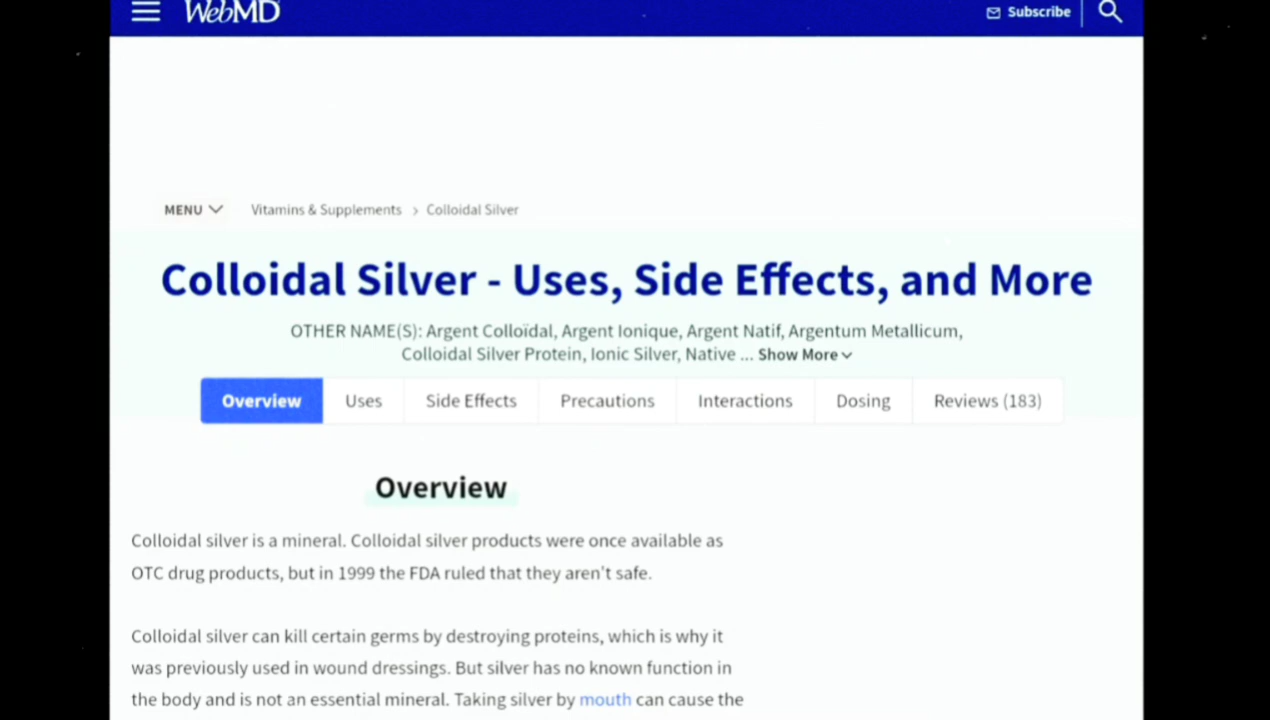 WebMD
Subscribe
MENU
Vitamins & Supplements > Colloidal Silver
Colloidal Silver - Uses, Side Effects, and More
OTHER NAME(S): Argent Colloïdal, Argent Ionique, Argent Natif, Argentum Metallicum,
Colloidal Silver Protein, Ionic Silver, Native ... Show More
Overview Uses Side Effects Precautions Interactions Dosing Reviews (183)
Overview
Colloidal silver is a mineral. Colloidal silver products were once available as
OTC drug products, but in 1999 the FDA ruled that they aren't safe.
Colloidal silver can kill certain germs by destroying proteins, which is why it
was previously used in wound dressings. But silver has no known function in
the body and is not an essential mineral. Taking silver by mouth can cause the